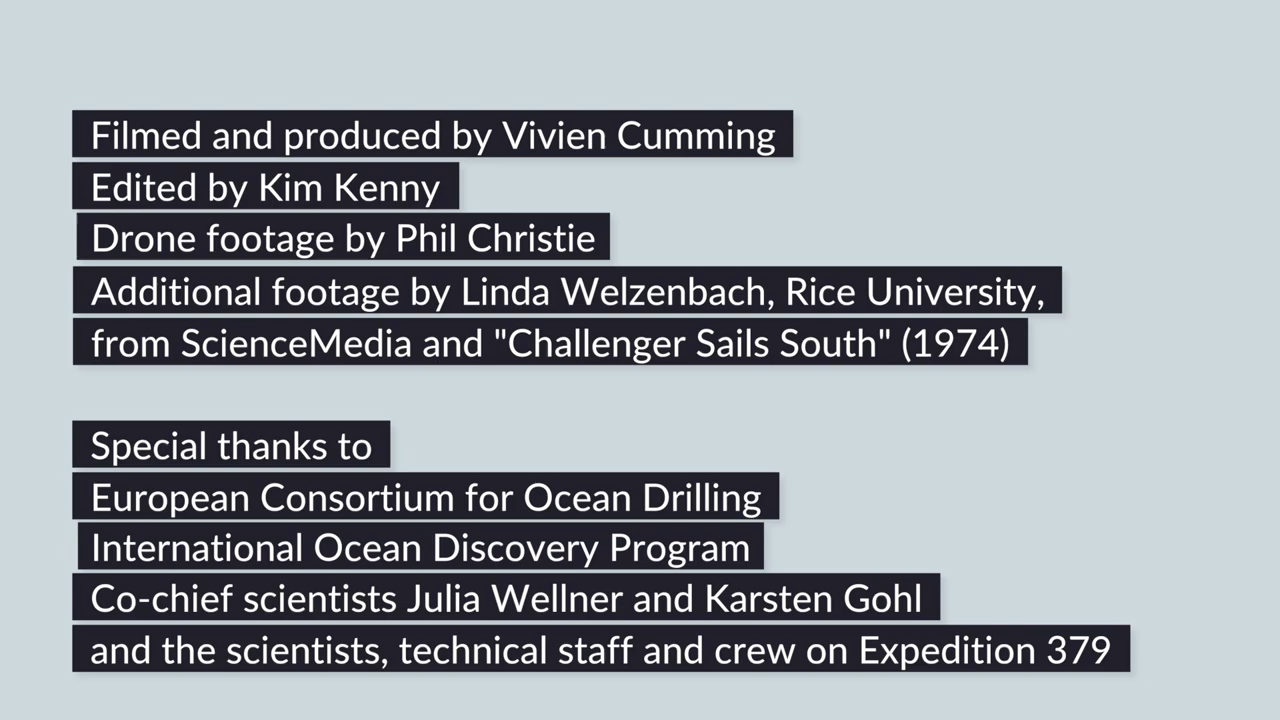 Filmed and produced by Vivien Cumming
Edited by Kim Kenny
Drone footage by Phil Christie
Additional footage by Linda Welzenbach, Rice University,
from ScienceMedia and "Challenger Sails South" (1974)
Special thanks to
European Consortium for Ocean Drilling
International Ocean Discovery Program
Co-chief scientists Julia Wellner and Karsten Gohl
and the scientists, technical staff and crew on Expedition 379